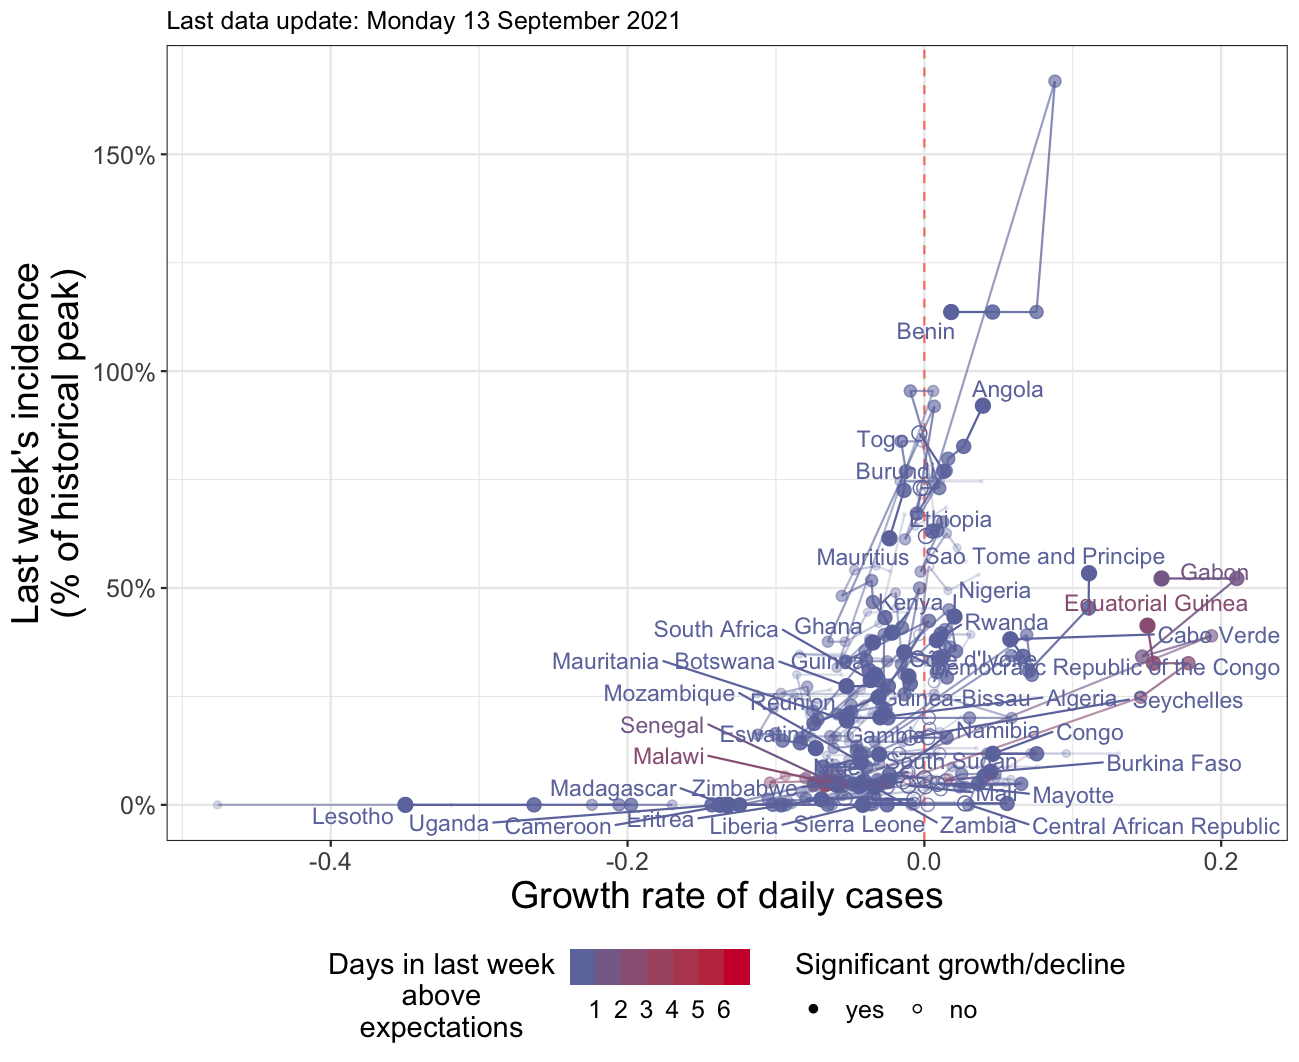 Last data update: Monday 13 September 2021
Last week's incidence
(% of historical peak)
150%
100%
50%
0%
Benin
Angola
Togo
Burundi
Ethiopia
Mauritius
Sao Tome and Principe
Gabon
Kenya
Nigeria
Equatorial Guinea
South Africa
Ghana
Rwanda
Cabo Verde
Mauritania
Botswana
Guinea
Côte d'Ivoire
Democratic Republic of the Congo
Mozambique
Réunion
Guinea-Bissau
Algeria
Seychelles
Senegal
Eswatini
Gambia
Namibia
Congo
Malawi
South Sudan
Burkina Faso
Madagascar
Zimbabwe
Mali
Mayotte
Lesotho
Uganda
Cameroon
Eritrea
Liberia
Sierra Leone
Zambia
Central African Republic
-0.4
-0.2
0.0
0.2
Growth rate of daily cases
Days in last week
above
expectations
1 2 3 4 5 6
Significant growth/decline
yes
no